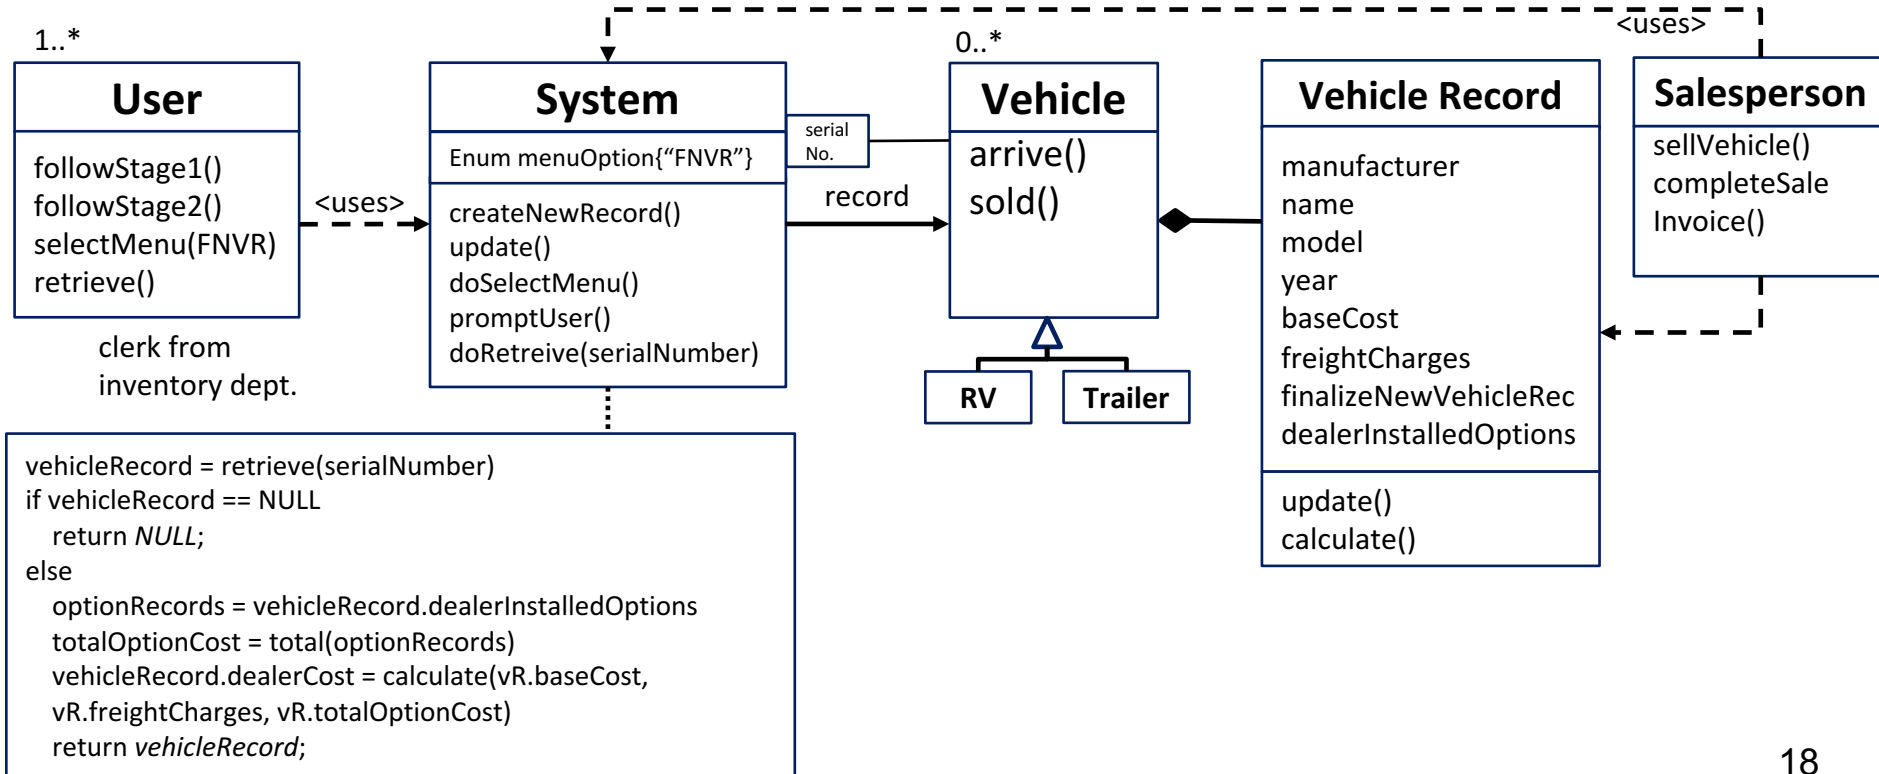 1..*
User
followStage1()
followStage2()
selectMenu(FNVR)
retrieve()
clerk from
inventory dept.
<uses>
System
Enum menuOption{“FNVR”}
createNewRecord()
update()
doSelectMenu()
promptUser()
doRetreive(serialNumber)
serial
No.
record
0..*
Vehicle
arrive()
sold()
RV
Trailer
Vehicle Record
manufacturer
name
model
year
baseCost
freightCharges
finalizeNewVehicleRec
dealerInstalledOptions
update()
calculate()
<uses>
Salesperson
sellVehicle()
completeSale
Invoice()
vehicleRecord = retrieve(serialNumber)
if vehicleRecord == NULL
return NULL;
else
optionRecords = vehicleRecord.dealerInstalledOptions
totalOptionCost = total(optionRecords)
vehicleRecord.dealerCost = calculate(vR.baseCost,
vR.freightCharges, vR.totalOptionCost)
return vehicleRecord;
18